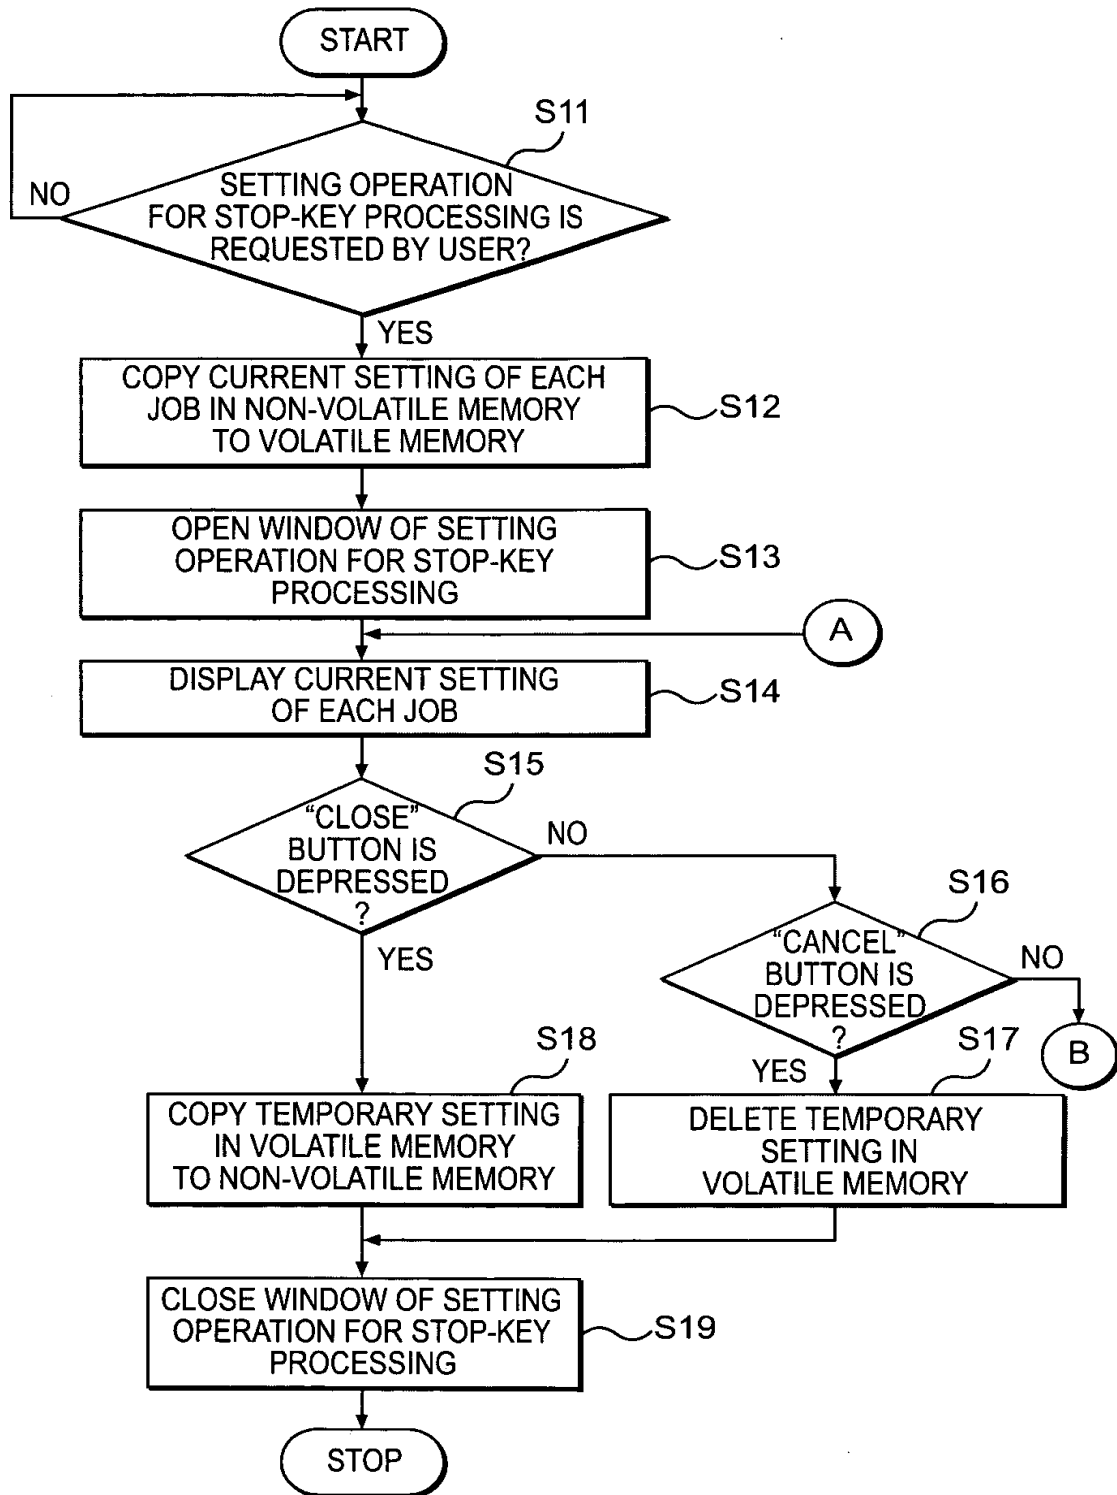 START
S11
NO
SETTING OPERATION
FOR STOP-KEY PROCESSING IS
REQUESTED BY USER?
YES
COPY CURRENT SETTING OF EACH
JOB IN NON-VOLATILE MEMORY
TO VOLATILE MEMORY
S12
OPEN WINDOW OF SETTING
OPERATION FOR STOP-KEY
PROCESSING
S13
A
DISPLAY CURRENT SETTING
OF EACH JOB
S14
S15
"CLOSE"
BUTTON IS
DEPRESSED
?
NO
YES
S16
"CANCEL"
BUTTON IS
DEPRESSED
?
NO
B
YES
S18
COPY TEMPORARY SETTING
IN VOLATILE MEMORY
TO NON-VOLATILE MEMORY
S17
DELETE TEMPORARY
SETTING IN
VOLATILE MEMORY
CLOSE WINDOW OF SETTING
OPERATION FOR STOP-KEY
PROCESSING
S19
STOP